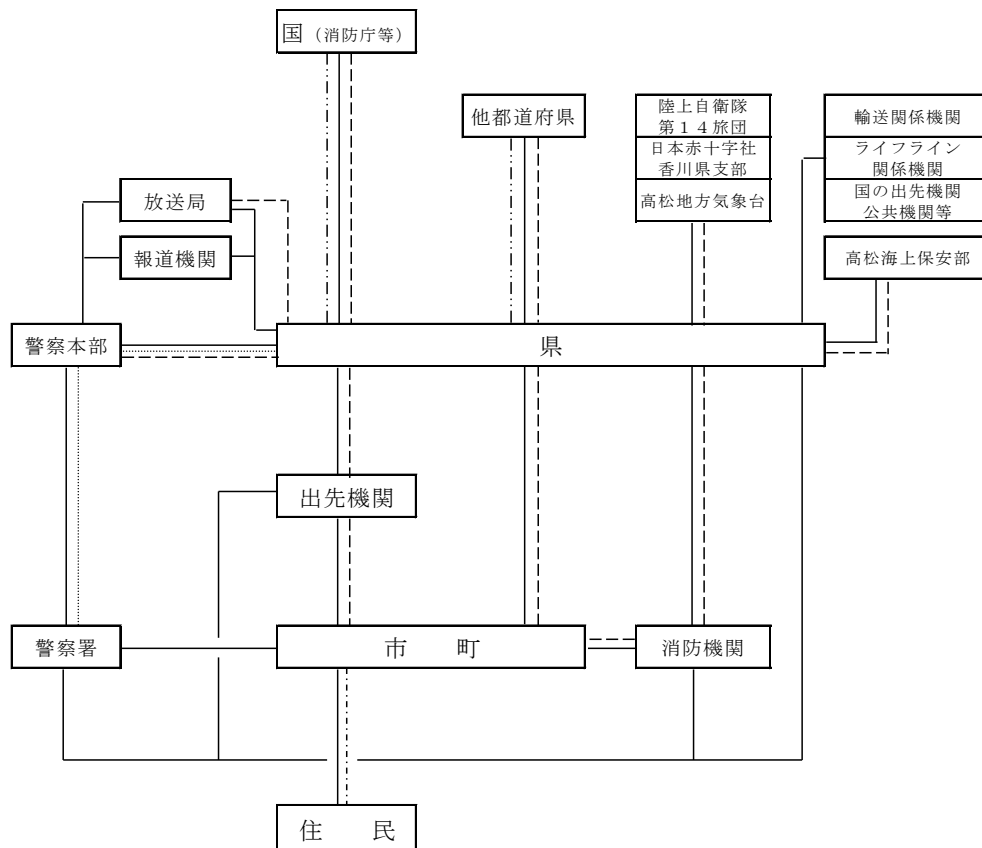 国（消防庁等）
他都道府県
陸上自衛隊
第１４旅団
日本赤十字社
香川県支部
高松地方気象台
輸送関係機関
ライフライン
関係機関
国の出先機関
公共機関等
放送局
報道機関
高松海上保安部
警察本部
県
出先機関
警察署
市　　町
消防機関
住　　民